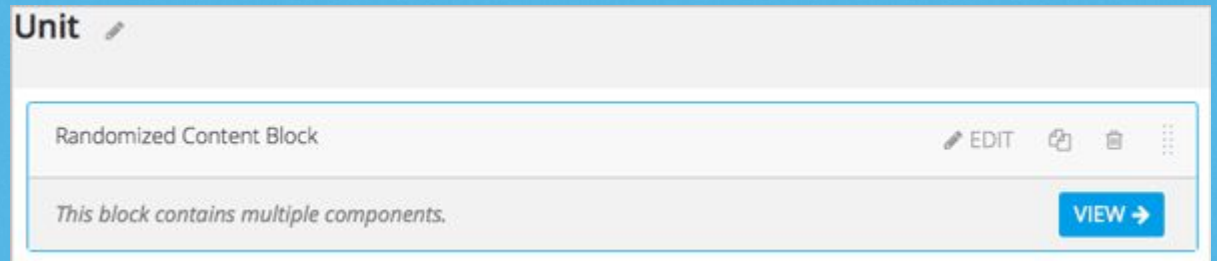 Unit
Randomized Content Block EDIT
This block contains multiple components. VIEW